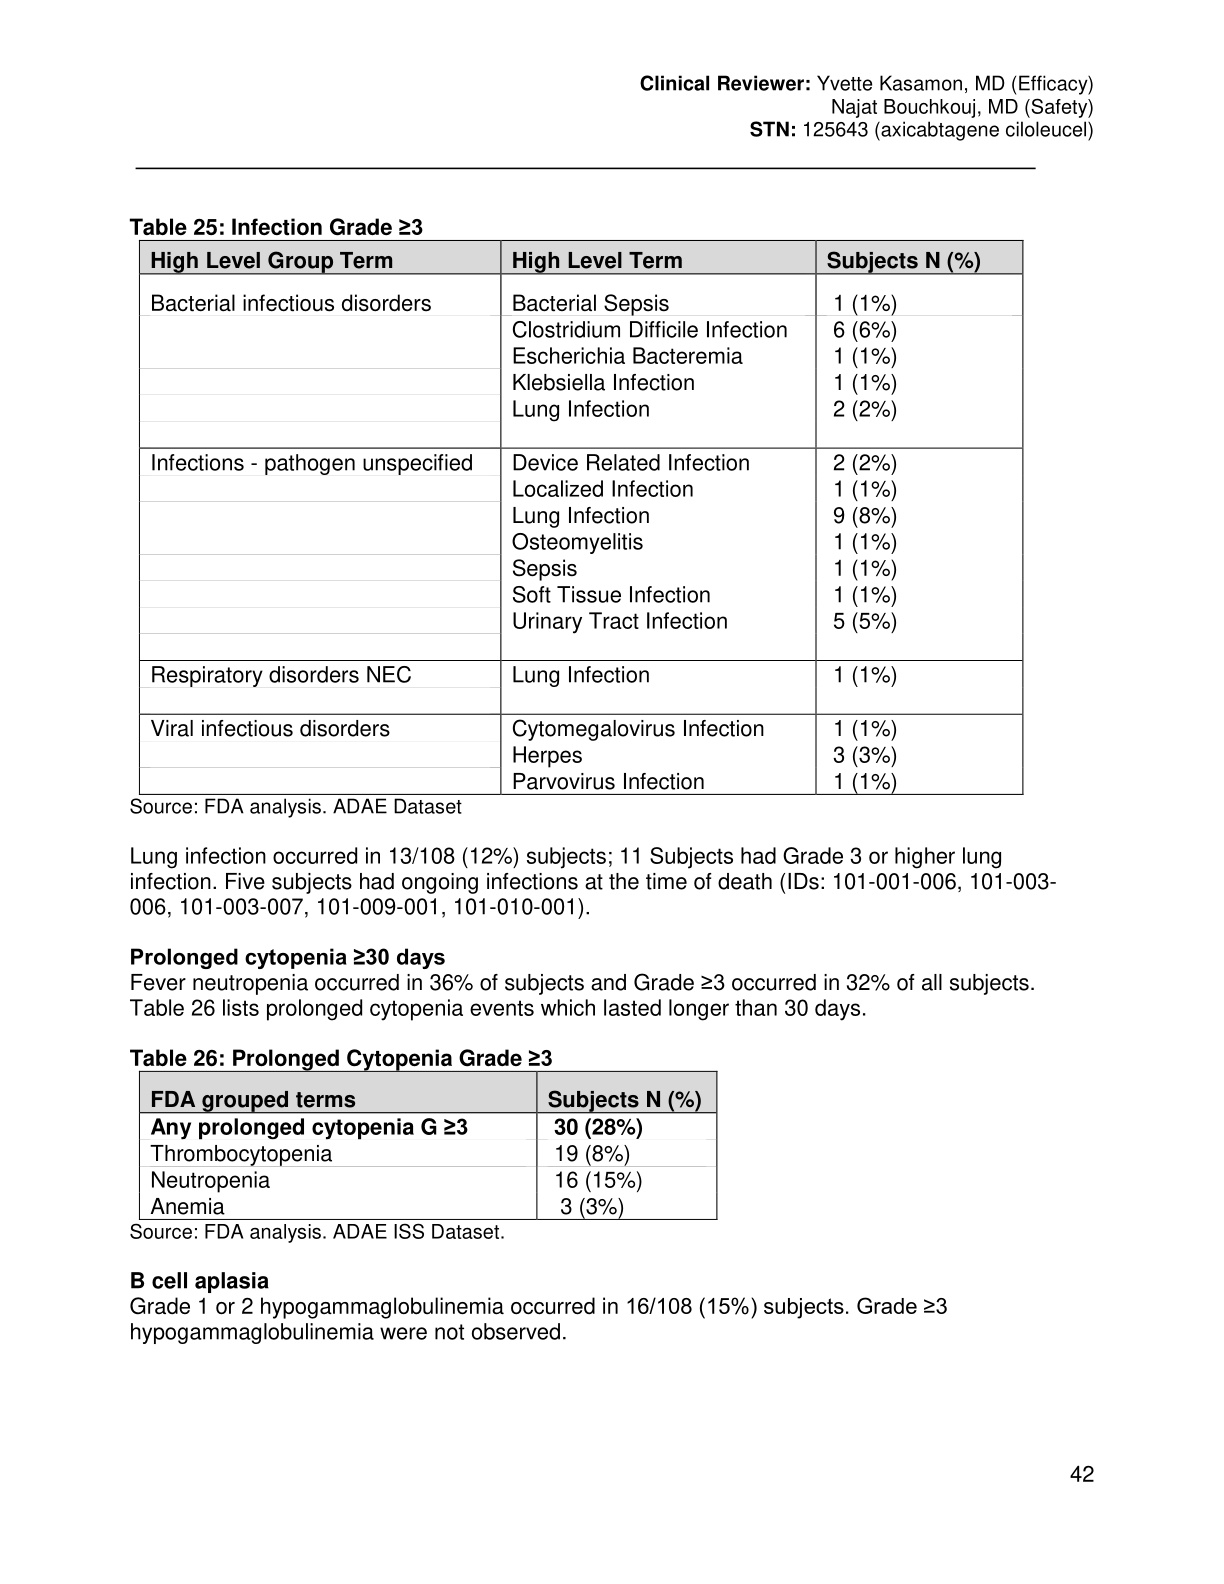 Clinical Reviewer: Yvette Kasamon, MD (Efficacy)
Najat Bouchkouj, MD (Safety)
STN: 125643 (axicabtagene ciloleucel)
Table 25: Infection Grade ≥3
High Level Group Term High Level Term Subjects N (%)
Bacterial infectious disorders Bacterial Sepsis 1 (1%)
Clostridium Difficile Infection 6 (6%)
Escherichia Bacteremia 1 (1%)
Klebsiella Infection 1 (1%)
Lung Infection 2 (2%)
Infections - pathogen unspecified Device Related Infection 2 (2%)
Localized Infection 1 (1%)
Lung Infection 9 (8%)
Osteomyelitis 1 (1%)
Sepsis 1 (1%)
Soft Tissue Infection 1 (1%)
Urinary Tract Infection 5 (5%)
Respiratory disorders NEC Lung Infection 1 (1%)
Viral infectious disorders Cytomegalovirus Infection 1 (1%)
Herpes 3 (3%)
Parvovirus Infection 1 (1%)
Source: FDA analysis. ADAE Dataset
Lung infection occurred in 13/108 (12%) subjects; 11 Subjects had Grade 3 or higher lung
infection. Five subjects had ongoing infections at the time of death (IDs: 101-001-006, 101-003-
006, 101-003-007, 101-009-001, 101-010-001).
Prolonged cytopenia ≥30 days
Fever neutropenia occurred in 36% of subjects and Grade ≥3 occurred in 32% of all subjects.
Table 26 lists prolonged cytopenia events which lasted longer than 30 days.
Table 26: Prolonged Cytopenia Grade ≥3
FDA grouped terms Subjects N (%)
Any prolonged cytopenia G ≥3 30 (28%)
Thrombocytopenia 19 (8%)
Neutropenia 16 (15%)
Anemia 3 (3%)
Source: FDA analysis. ADAE ISS Dataset.
B cell aplasia
Grade 1 or 2 hypogammaglobulinemia occurred in 16/108 (15%) subjects. Grade ≥3
hypogammaglobulinemia were not observed.
42